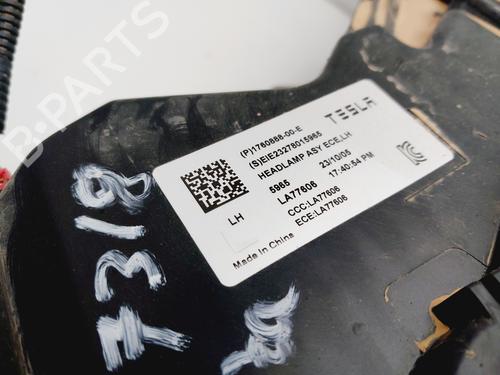 B-PARTS
TESLA
(P)1760888-00-E
(S)EIE23278015965
HEADLAMP ASY ECE,LH
5965 23/10/05
LA77606 17:40:54 PM
LH
CCC:LA77606
ECE:LA77606
Made in China